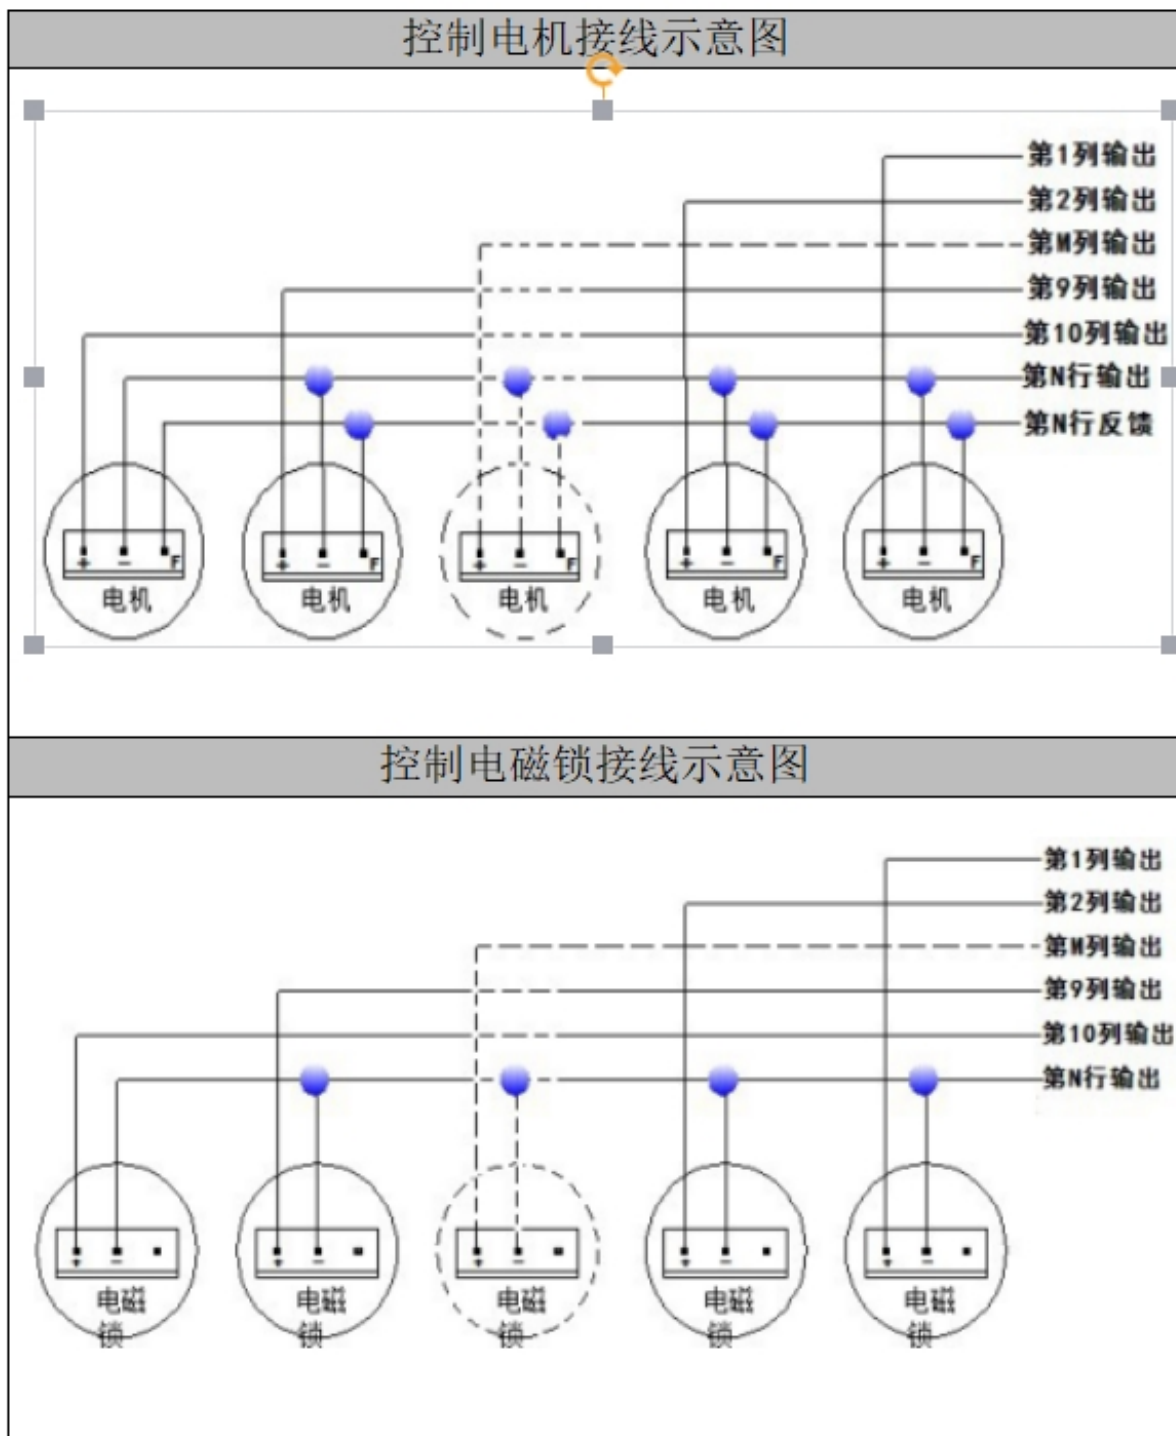 控制电机接线示意图
第1列输出
第2列输出
第M列输出
第9列输出
第10列输出
第N行输出
第N行反馈
+ − F
+ − F
+ − F
+ − F
+ − F
电机
电机
电机
电机
电机
控制电磁锁接线示意图
第1列输出
第2列输出
第M列输出
第9列输出
第10列输出
第N行输出
电磁
锁
电磁
锁
电磁
锁
电磁
锁
电磁
锁